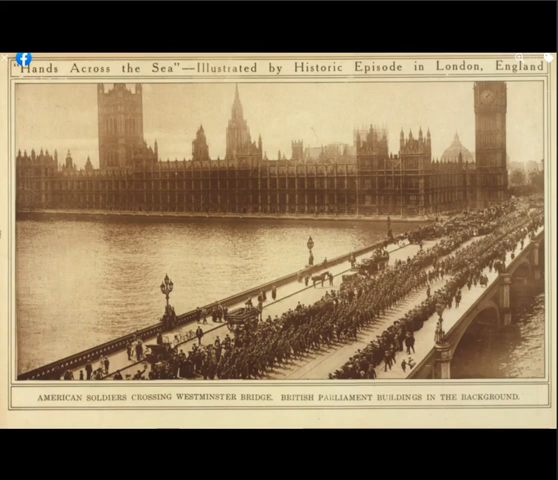 "Hands Across the Sea"—Illustrated by Historic Episode in London, England
AMERICAN SOLDIERS CROSSING WESTMINSTER BRIDGE. BRITISH PARLIAMENT BUILDINGS IN THE BACKGROUND.